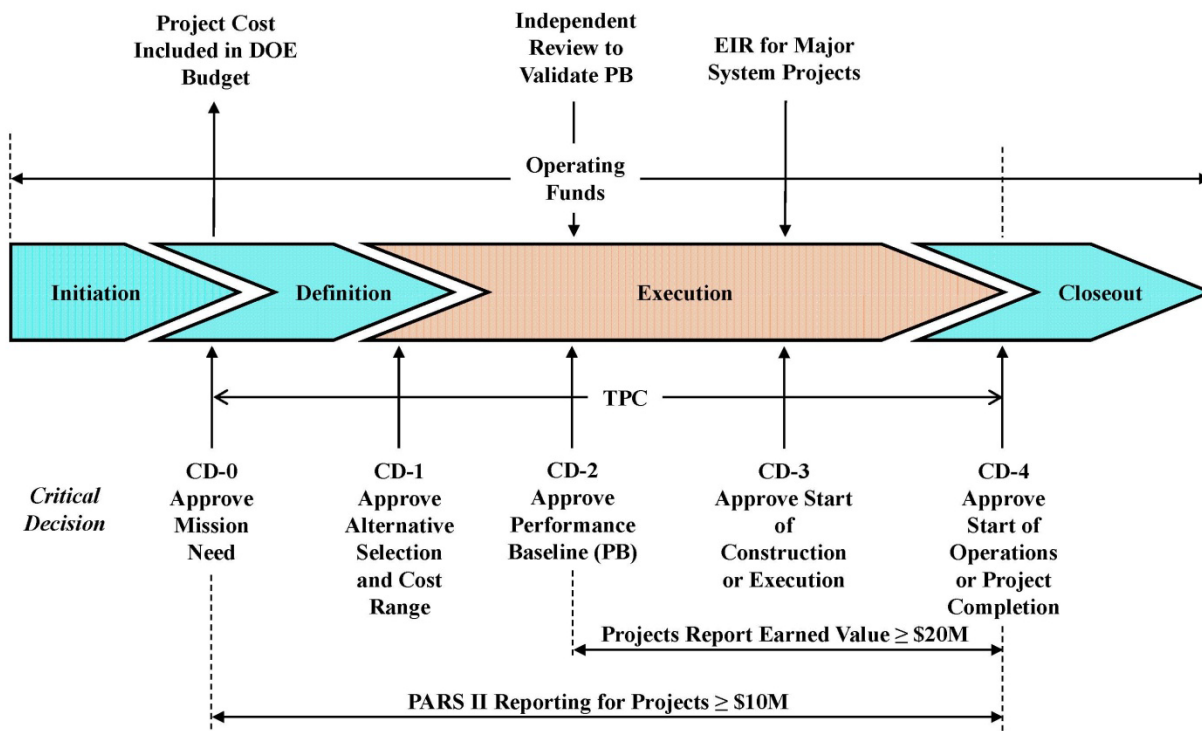 Project Cost
Included in DOE
Budget
Independent
Review to
Validate PB
EIR for Major
System Projects
Operating
Funds
Initiation
Definition
Execution
Closeout
TPC
Critical
Decision
CD-0
Approve
Mission
Need
CD-1
Approve
Alternative
Selection
and Cost
Range
CD-2
Approve
Performance
Baseline (PB)
CD-3
Approve Start
of
Construction
or Execution
CD-4
Approve
Start of
Operations
or Project
Completion
Projects Report Earned Value ≥ $20M
PARS II Reporting for Projects ≥ $10M